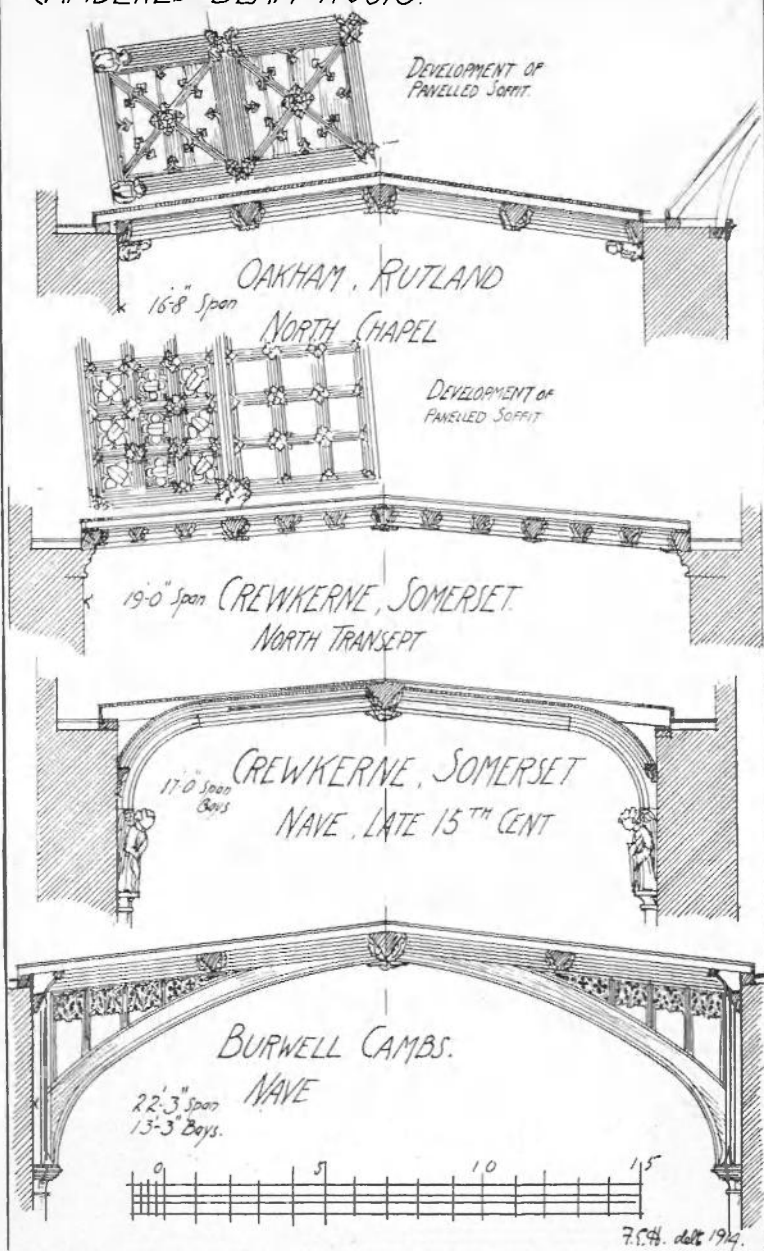 CAMBERED BEAM ROOFS.
DEVELOPMENT OF
PANELLED SOFFIT.
OAKHAM, RUTLAND
16'-8" Span
NORTH CHAPEL
DEVELOPMENT OF
PANELLED SOFFIT
19'-0" Span CREWKERNE, SOMERSET.
NORTH TRANSEPT
CREWKERNE, SOMERSET
17'-0" Span
Bays
NAVE, LATE 15TH CENT
BURWELL CAMBS.
NAVE
22'-3" Span
13'-3" Bays.
0 5 10 15
delt 1914.